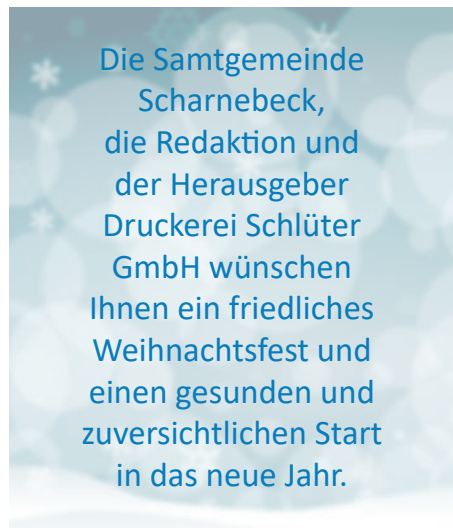 Die Samtgemeinde
Scharnebeck,
die Redaktion und
der Herausgeber
Druckerei Schlüter
GmbH wünschen
Ihnen ein friedliches
Weihnachtsfest und
einen gesunden und
zuversichtlichen Start
in das neue Jahr.